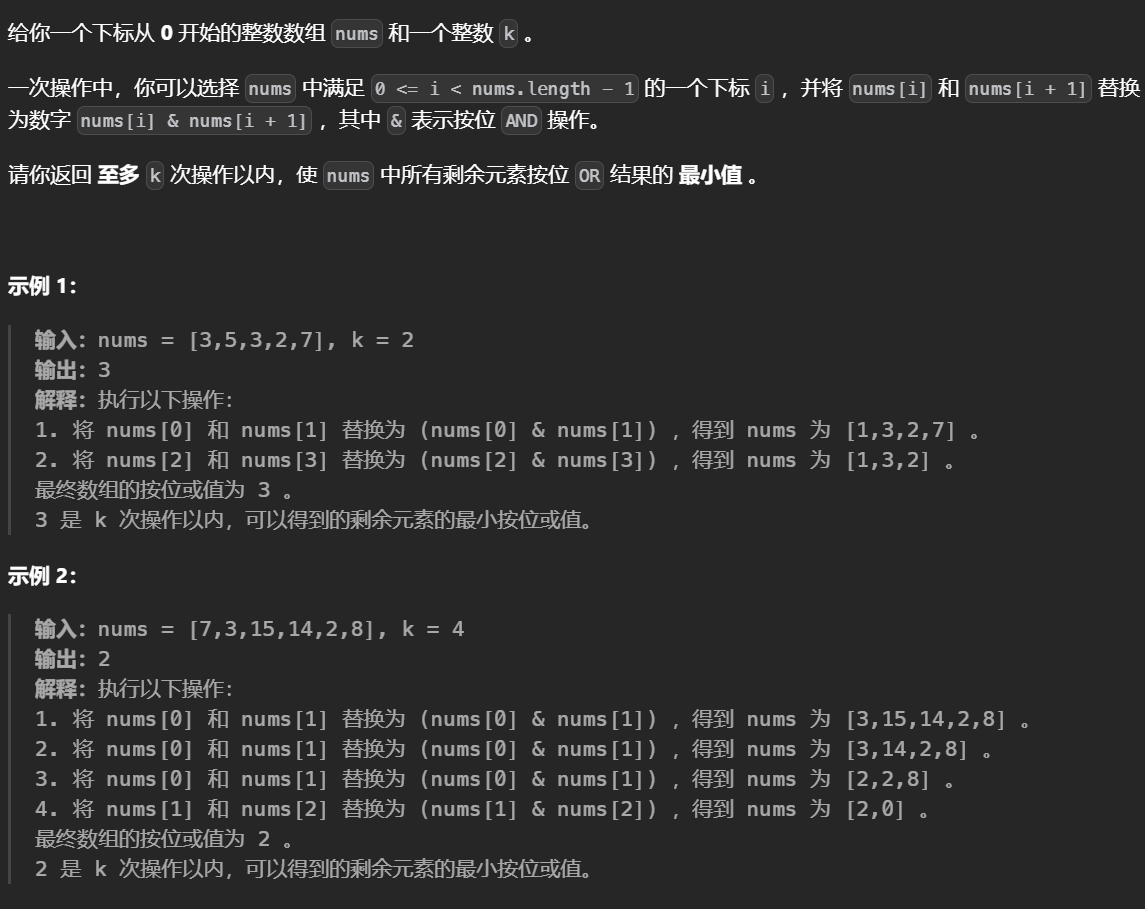 给你一个下标从 0 开始的整数数组 nums 和一个整数 k 。
一次操作中，你可以选择 nums 中满足 0 <= i < nums.length - 1 的一个下标 i ，并将 nums[i] 和 nums[i + 1] 替换
为数字 nums[i] & nums[i + 1] ，其中 & 表示按位 AND 操作。
请你返回 至多 k 次操作以内，使 nums 中所有剩余元素按位 OR 结果的 最小值 。
示例 1：
输入：nums = [3,5,3,2,7], k = 2
输出：3
解释：执行以下操作：
1. 将 nums[0] 和 nums[1] 替换为 (nums[0] & nums[1]) ，得到 nums 为 [1,3,2,7] 。
2. 将 nums[2] 和 nums[3] 替换为 (nums[2] & nums[3]) ，得到 nums 为 [1,3,2] 。
最终数组的按位或值为 3 。
3 是 k 次操作以内，可以得到的剩余元素的最小按位或值。
示例 2：
输入：nums = [7,3,15,14,2,8], k = 4
输出：2
解释：执行以下操作：
1. 将 nums[0] 和 nums[1] 替换为 (nums[0] & nums[1]) ，得到 nums 为 [3,15,14,2,8] 。
2. 将 nums[0] 和 nums[1] 替换为 (nums[0] & nums[1]) ，得到 nums 为 [3,14,2,8] 。
3. 将 nums[0] 和 nums[1] 替换为 (nums[0] & nums[1]) ，得到 nums 为 [2,2,8] 。
4. 将 nums[1] 和 nums[2] 替换为 (nums[1] & nums[2]) ，得到 nums 为 [2,0] 。
最终数组的按位或值为 2 。
2 是 k 次操作以内，可以得到的剩余元素的最小按位或值。